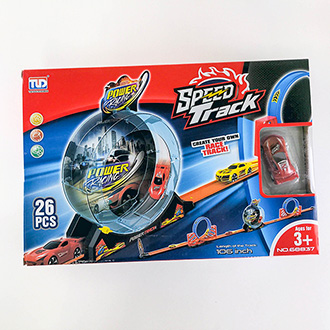 TLD
POWER
RACING
SPEED
Track
CREATE YOUR OWN
RACE TRACK!
POWER
RACING
26
PCS
Length of the Track
106-inch
Ages for
3+
NO.68837